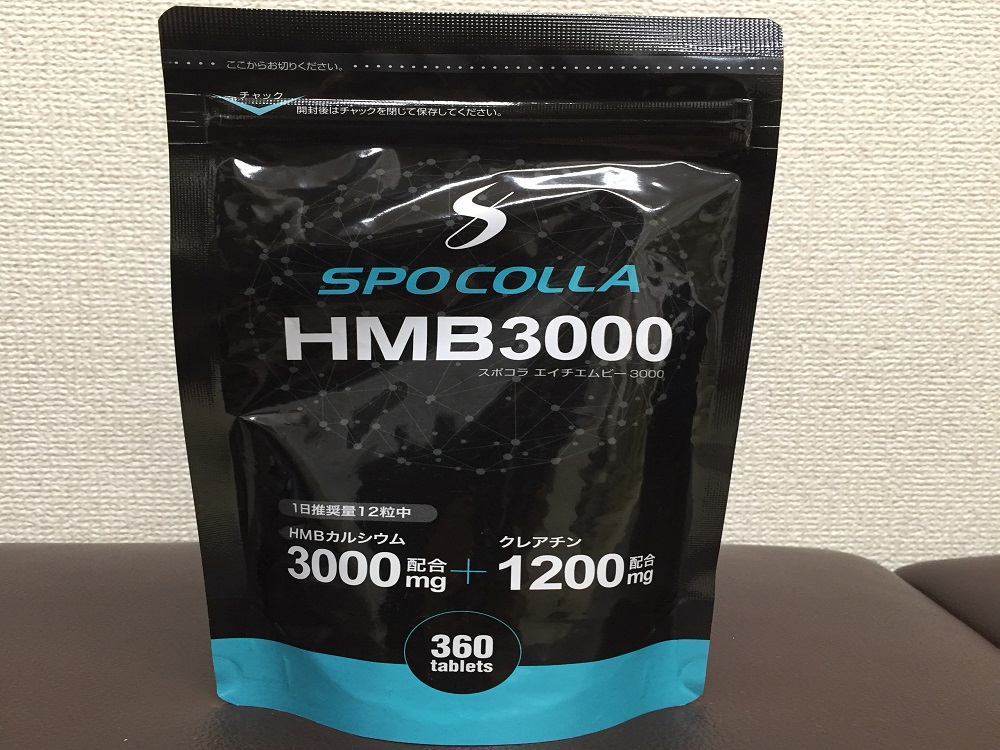 ここからお切りください。
チャック
開封後はチャックを閉じて保存してください。
SPOCOLLA
HMB3000
スポコラ エイチエムビー 3000
1日推奨量12粒中
HMBカルシウム
3000mg配合
+
クレアチン
1200mg配合
360
tablets